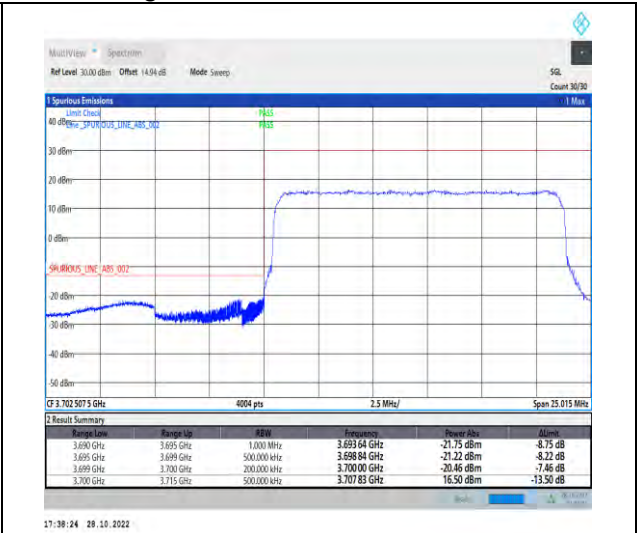 MultiView Spectrum
Ref Level 30.00 dBm Offset 14.94 dB Mode Sweep SGL
Count 30/30
1 Spurious Emissions 1 Max
Limit Check PASS
40 dBm
Line _SPURIOUS_LINE_ABS_002 PASS
30 dBm
20 dBm
10 dBm
0 dBm
_SPURIOUS_LINE_ABS_002
-20 dBm
-30 dBm
-40 dBm
-50 dBm
CF 3.702 507 5 GHz 4004 pts 2.5 MHz/ Span 25.015 MHz
2 Result Summary
Range Low Range Up RBW Frequency Power Abs ΔLimit
3.690 GHz 3.695 GHz 1.000 MHz 3.693 64 GHz -21.75 dBm -8.75 dB
3.695 GHz 3.699 GHz 500.000 kHz 3.698 84 GHz -21.22 dBm -8.22 dB
3.699 GHz 3.700 GHz 200.000 kHz 3.700 00 GHz -20.46 dBm -7.46 dB
3.700 GHz 3.715 GHz 500.000 kHz 3.707 83 GHz 16.50 dBm -13.50 dB
17:38:24 28.10.2022